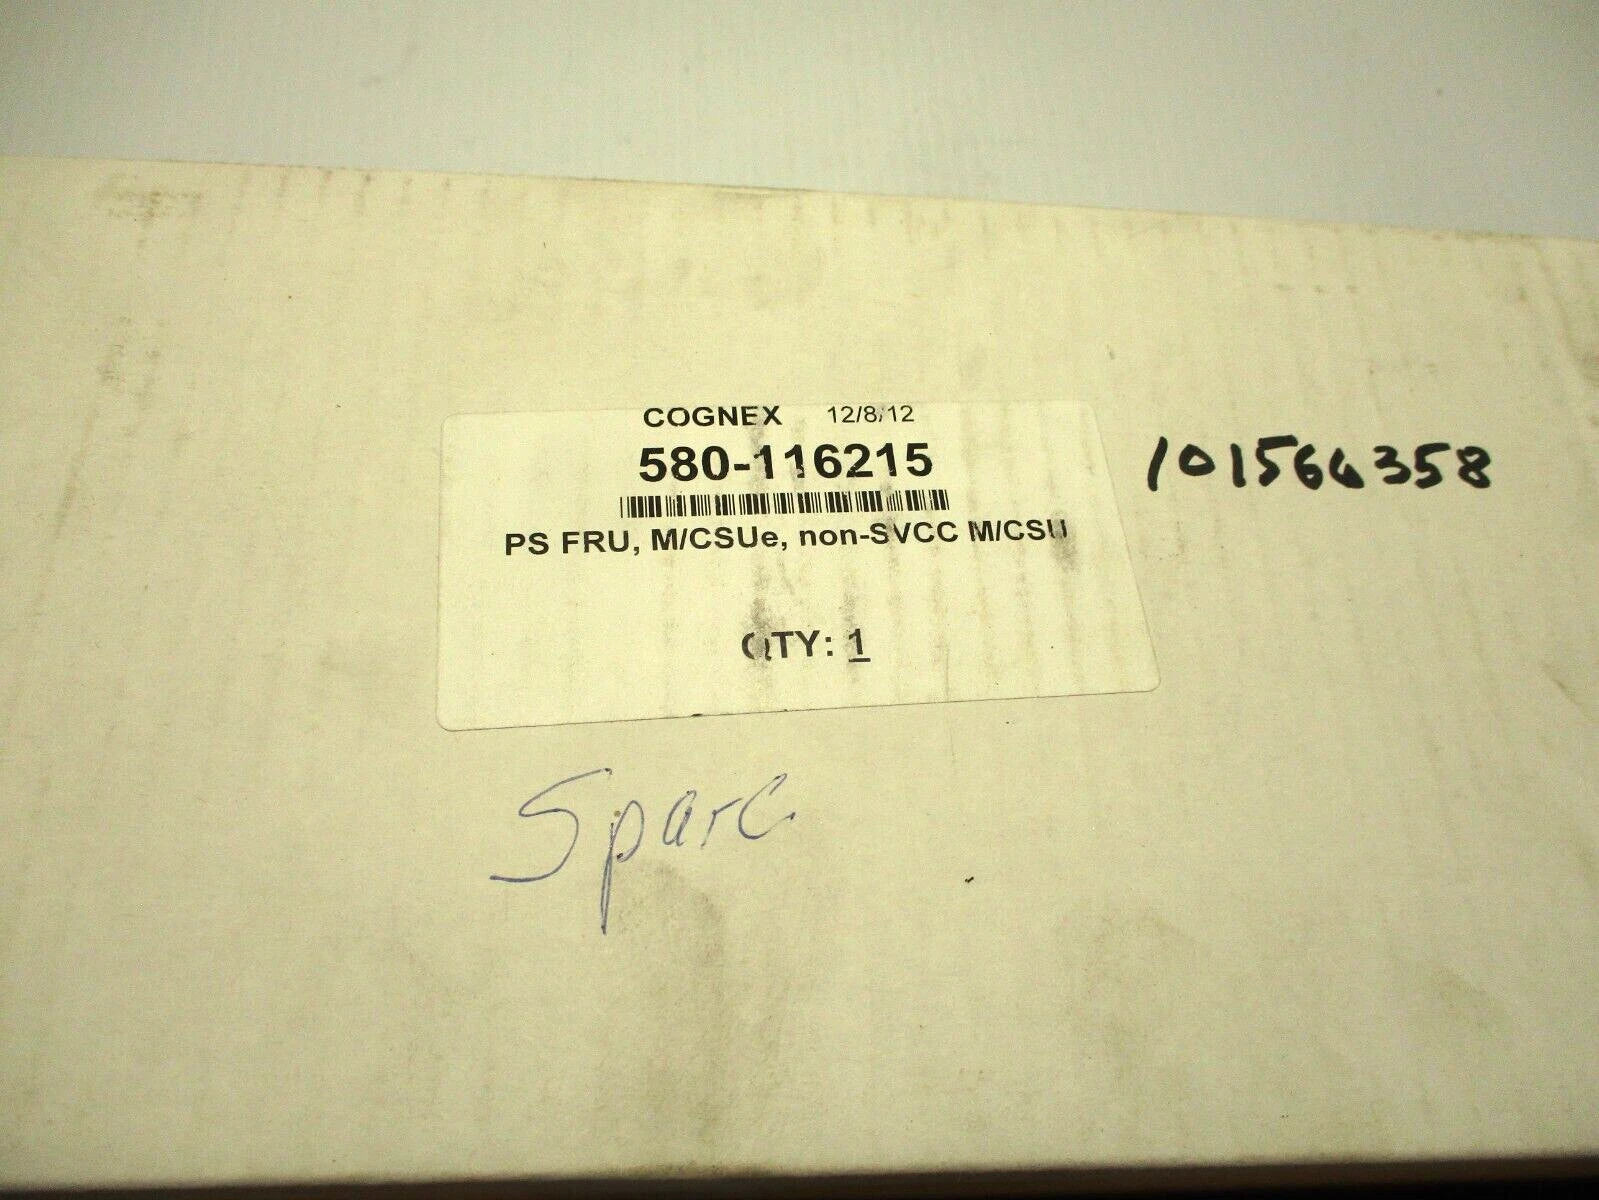 COGNEX 12/8/12
580-116215
101566358
PS FRU, M/CSUe, non-SVCC M/CSU
QTY: 1
Spare